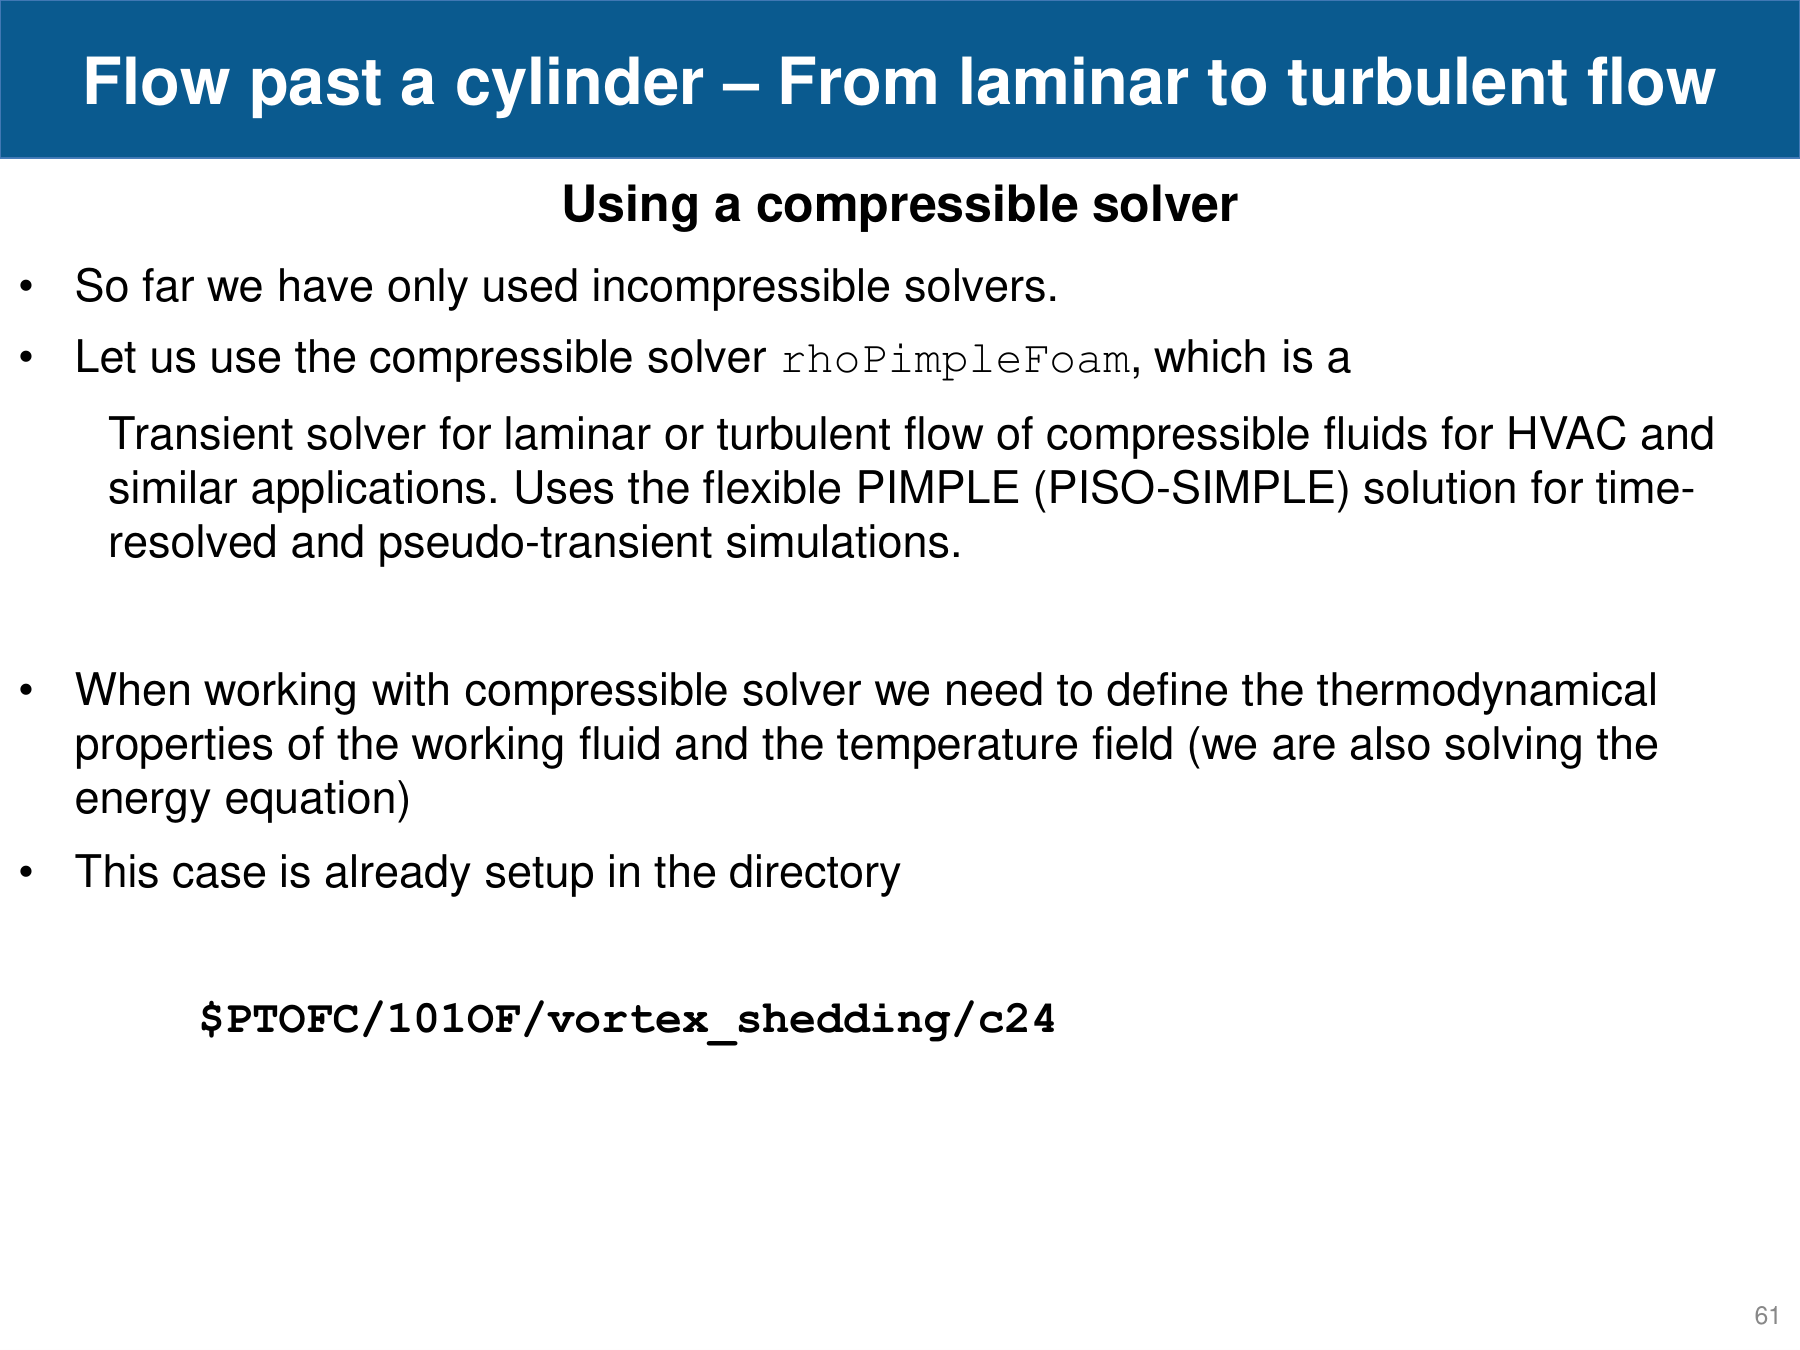 Flow past a cylinder – From laminar to turbulent flow
Using a compressible solver
• So far we have only used incompressible solvers.
• Let us use the compressible solver rhoPimpleFoam, which is a
Transient solver for laminar or turbulent flow of compressible fluids for HVAC and
similar applications. Uses the flexible PIMPLE (PISO-SIMPLE) solution for time-
resolved and pseudo-transient simulations.
• When working with compressible solver we need to define the thermodynamical
properties of the working fluid and the temperature field (we are also solving the
energy equation)
• This case is already setup in the directory
$PTOFC/101OF/vortex_shedding/c24
61